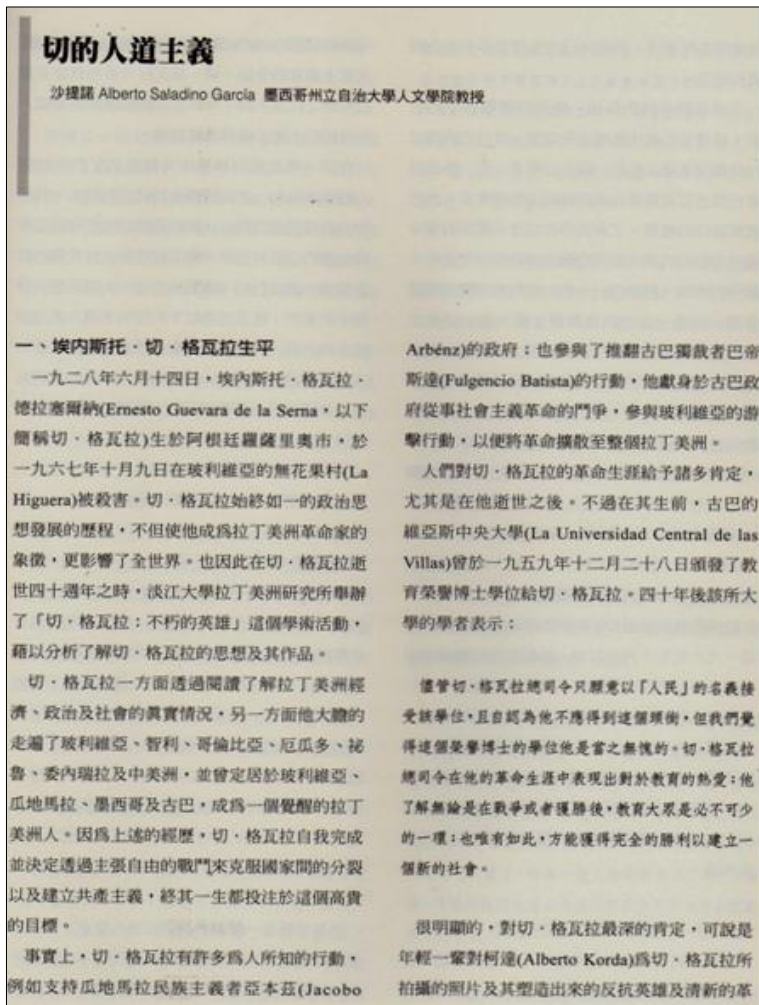 切的人道主義
沙提諾 Alberto Saladino García 墨西哥州立自治大學人文學院教授
一、埃内斯托‧切‧格瓦拉生平
一九二八年六月十四日，埃內斯托‧格瓦拉‧
德拉塞爾納(Ernesto Guevara de la Serna，以下
簡稱切‧格瓦拉)生於阿根廷羅薩里奧市，於
一九六七年十月九日在玻利維亞的無花果村(La
Higuera)被殺害。切‧格瓦拉始終如一的政治思
想發展的歷程，不但使他成爲拉丁美洲革命家的
象徵，更影響了全世界。也因此在切‧格瓦拉逝
世四十週年之時，淡江大學拉丁美洲研究所舉辦
了「切‧格瓦拉：不朽的英雄」這個學術活動，
藉以分析了解切‧格瓦拉的思想及其作品。
切‧格瓦拉一方面透過閱讀了解拉丁美洲經
濟、政治及社會的眞實情況，另一方面他大膽的
走遍了玻利維亞、智利、哥倫比亞、厄瓜多、祕
魯、委內瑞拉及中美洲，並曾定居於玻利維亞、
瓜地馬拉、墨西哥及古巴，成爲一個覺醒的拉丁
美洲人。因爲上述的經歷，切‧格瓦拉自我完成
並決定透過主張自由的戰鬥來克服國家間的分裂
以及建立共產主義，終其一生都投注於這個高貴
的目標。
事實上，切‧格瓦拉有許多爲人所知的行動，
例如支持瓜地馬拉民族主義者亞本茲(Jacobo
Arbénz)的政府；也參與了推翻古巴獨裁者巴帝
斯達(Fulgencio Batista)的行動，他獻身於古巴政
府從事社會主義革命的鬥爭，參與玻利維亞的游
擊行動，以便將革命擴散至整個拉丁美洲。
人們對切‧格瓦拉的革命生涯給予諸多肯定，
尤其是在他逝世之後。不過在其生前，古巴的
維亞斯中央大學(La Universidad Central de las
Villas)曾於一九五九年十二月二十八日頒發了教
育榮譽博士學位給切‧格瓦拉。四十年後該所大
學的學者表示：
儘管切‧格瓦拉總司令只願意以「人民」的名義接
受該學位，且自認為他不應得到這個頭銜，但我們覺
得這個榮譽博士的學位他是當之無愧的。切‧格瓦拉
總司令在他的革命生涯中表現出對於教育的熱愛：他
了解無論是在戰爭或者獲勝後，教育大眾是必不可少
的一環；也唯有如此，方能獲得完全的勝利以建立一
個新的社會。
很明顯的，對切‧格瓦拉最深的肯定，可說是
年輕一輩對柯達(Alberto Korda)爲切‧格瓦拉所
拍攝的照片及其塑造出來的反抗英雄及清新的革